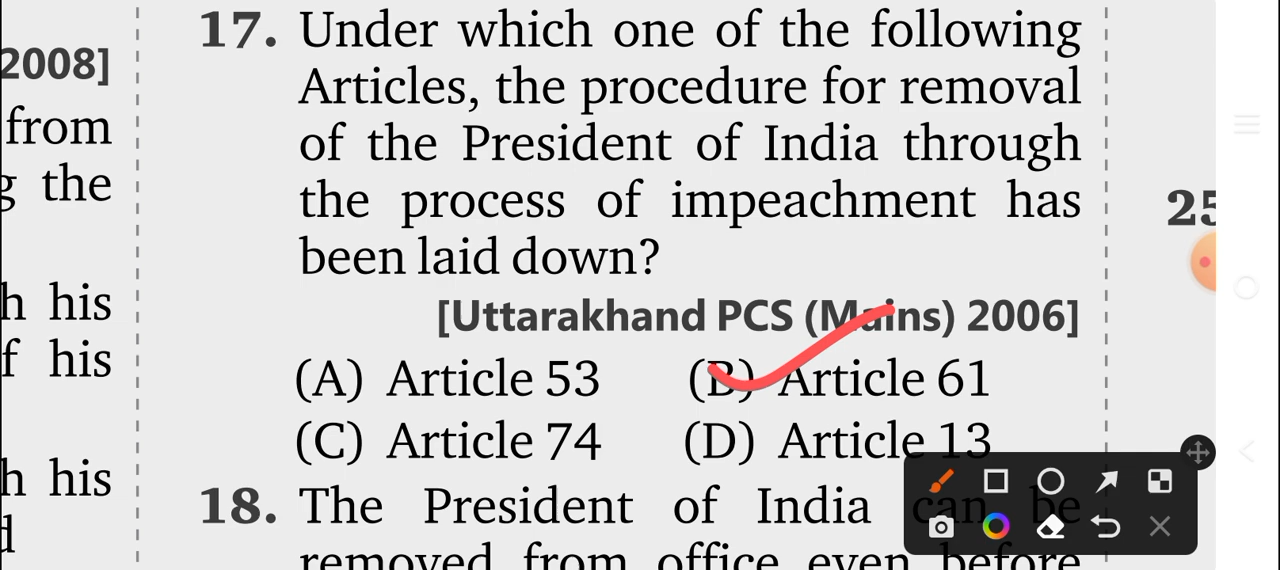 2008]
from
g the
h his
f his
h his
d
17. Under which one of the following
Articles, the procedure for removal
of the President of India through
the process of impeachment has
been laid down?
[Uttarakhand PCS (Mains) 2006]
(A) Article 53 (B) Article 61
(C) Article 74 (D) Article 13
18. The President of India can be
removed from office even before
25